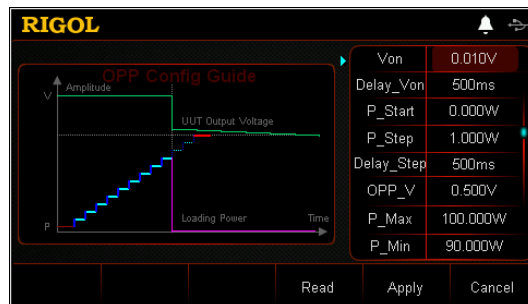 RIGOL
OPP Config Guide
Amplitude
V
UUT Output Voltage
Loading Power
Time
P
Von 0.010V
Delay_Von 500ms
P_Start 0.000W
P_Step 1.000W
Delay_Step 500ms
OPP_V 0.500V
P_Max 100.000W
P_Min 90.000W
Read Apply Cancel